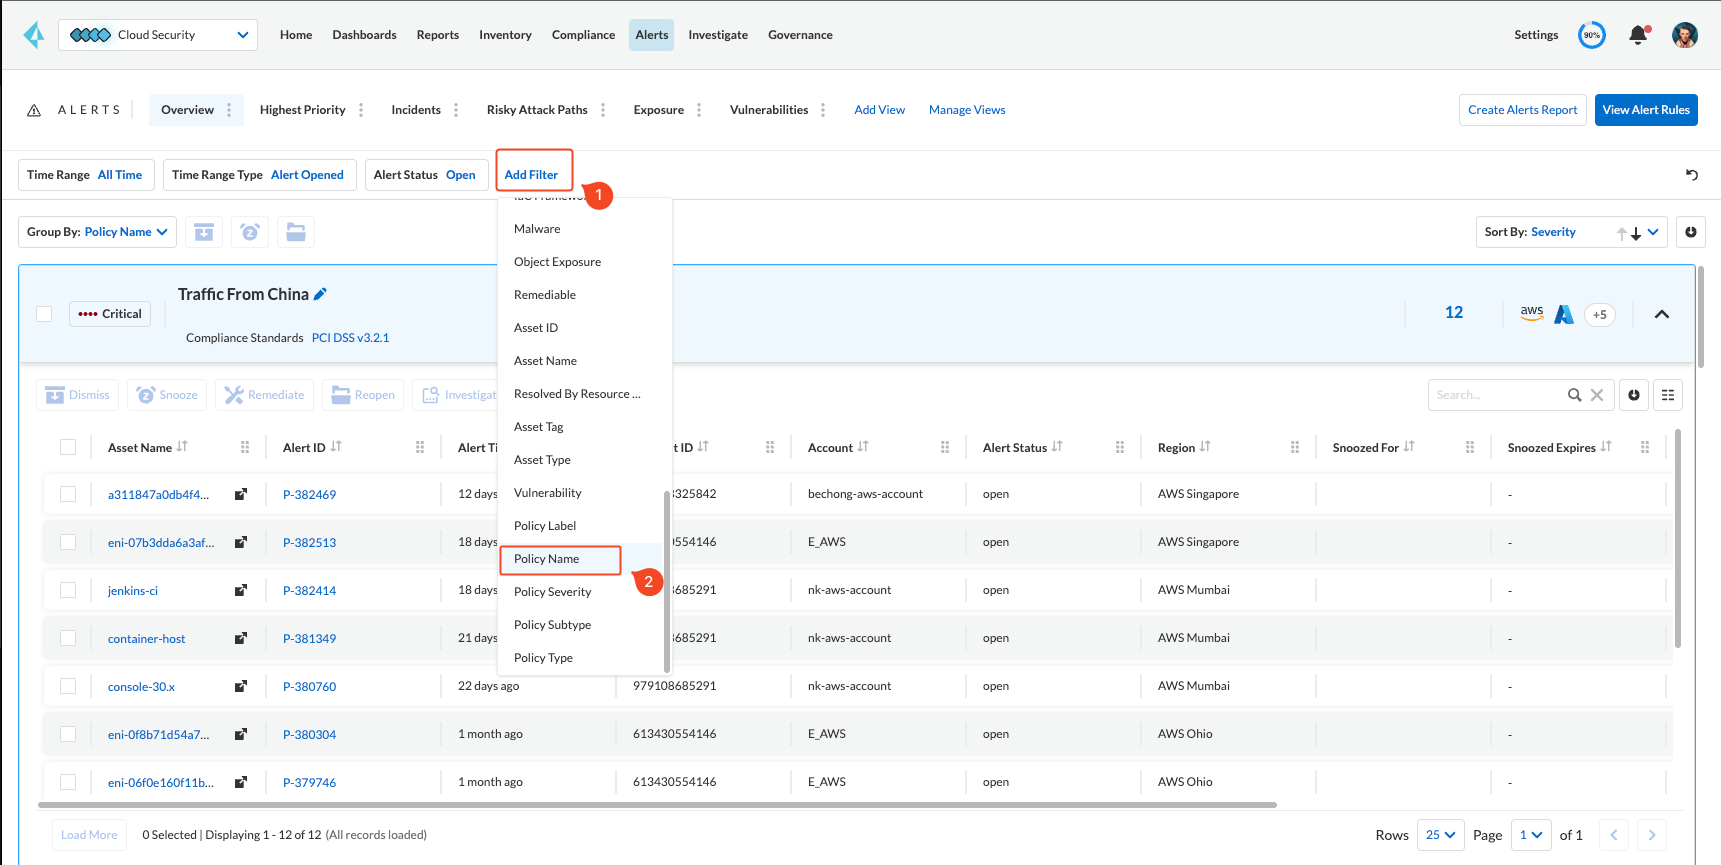 Cloud Security
Home
Dashboards
Reports
Inventory
Compliance
Alerts
Investigate
Governance
Settings
90%
ALERTS
Overview
Highest Priority
Incidents
Risky Attack Paths
Exposure
Vulnerabilities
Add View
Manage Views
Create Alerts Report
View Alert Rules
Time Range All Time
Time Range Type Alert Opened
Alert Status Open
Add Filter
1
Group By: Policy Name
Sort By: Severity
Malware
Object Exposure
Remediable
Asset ID
Asset Name
Resolved By Resource ...
Asset Tag
Asset Type
Vulnerability
Policy Label
Policy Name
2
Policy Severity
Policy Subtype
Policy Type
Critical
Traffic From China
Compliance Standards PCI DSS v3.2.1
12
aws
+5
Dismiss
Snooze
Remediate
Reopen
Investigat
Search...
Asset Name Alert ID Alert Ti t ID Account Alert Status Region Snoozed For Snoozed Expires
a311847a0db4f4... P-382469 12 days 325842 bechong-aws-account open AWS Singapore -
eni-07b3dda6a3af... P-382513 18 days 554146 E_AWS open AWS Singapore -
jenkins-ci P-382414 18 days 685291 nk-aws-account open AWS Mumbai -
container-host P-381349 21 days 685291 nk-aws-account open AWS Mumbai -
console-30.x P-380760 22 days ago 979108685291 nk-aws-account open AWS Mumbai -
eni-0f8b71d54a7... P-380304 1 month ago 613430554146 E_AWS open AWS Ohio -
eni-06f0e160f11b... P-379746 1 month ago 613430554146 E_AWS open AWS Ohio -
Load More
0 Selected | Displaying 1 - 12 of 12 (All records loaded)
Rows 25 Page 1 of 1